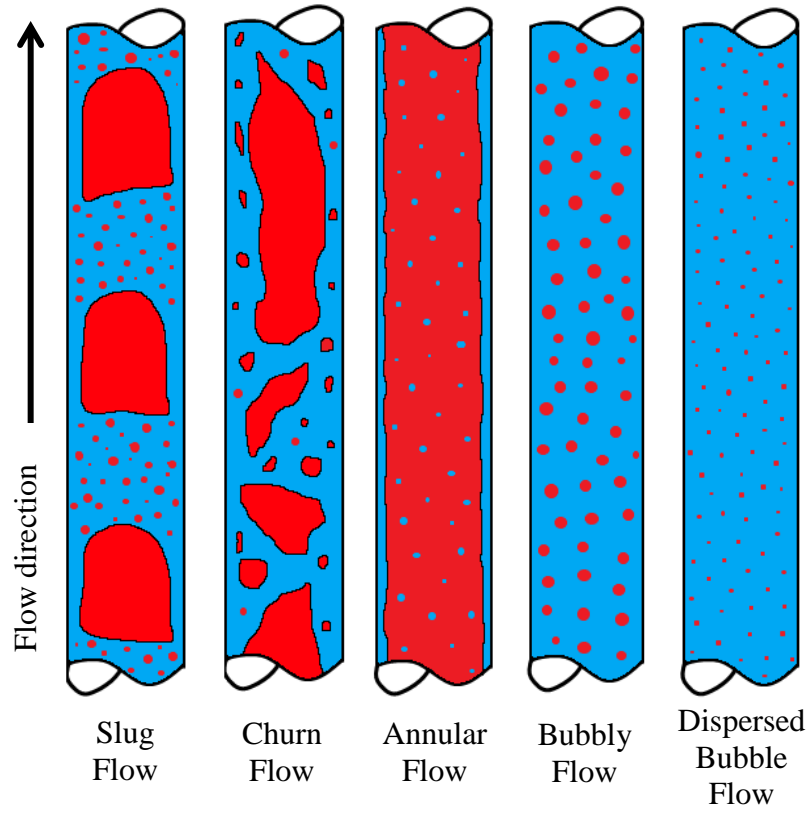 Flow direction
Slug
Flow
Churn
Flow
Annular
Flow
Bubbly
Flow
Dispersed
Bubble
Flow